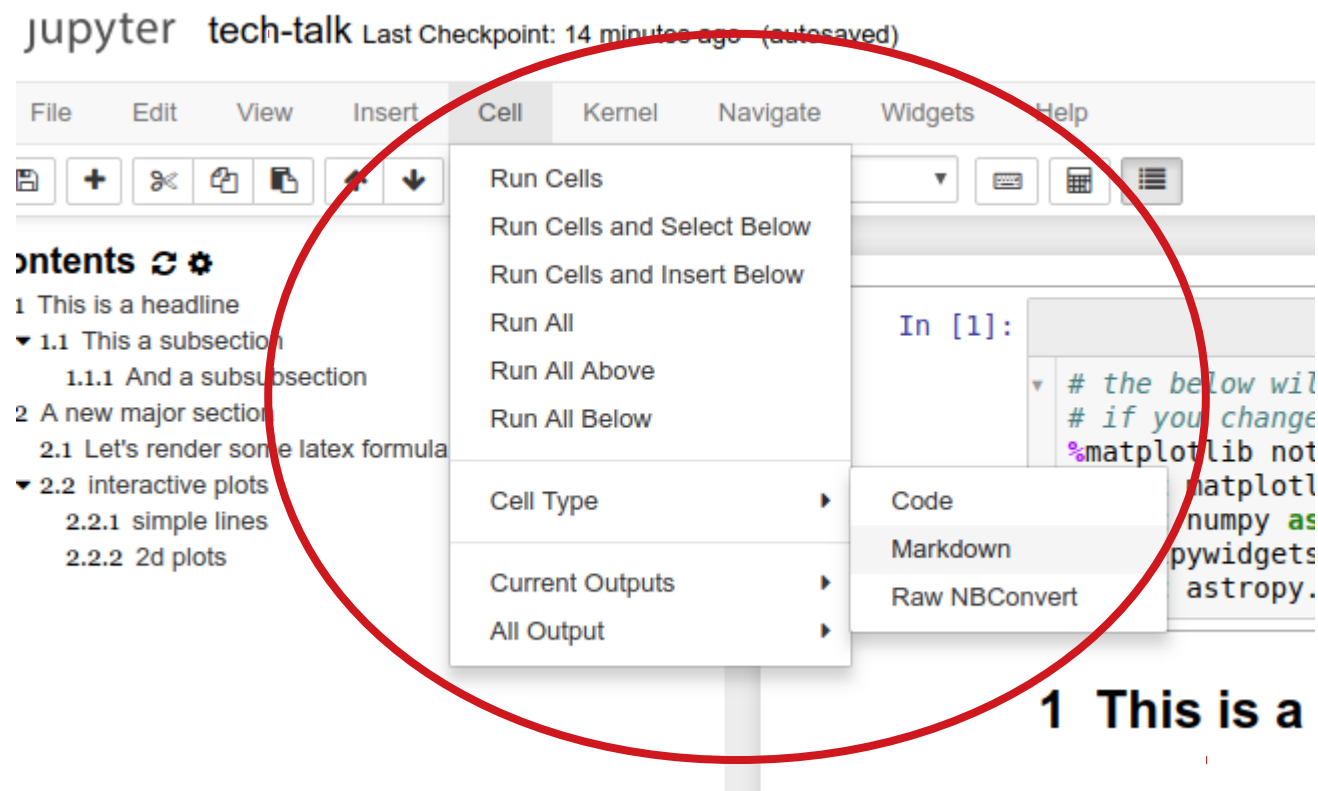 jupyter tech-talk Last Checkpoint: 14 minutes ago (autosaved)
File Edit View Insert Cell Kernel Navigate Widgets Help
Run Cells
Run Cells and Select Below
Run Cells and Insert Below
Run All
Run All Above
Run All Below
Cell Type
Current Outputs
All Output
Code
Markdown
Raw NBConvert
ontents
1 This is a headline
1.1 This a subsection
1.1.1 And a subsubsection
2 A new major section
2.1 Let's render some latex formula
2.2 interactive plots
2.2.1 simple lines
2.2.2 2d plots
In [1]:
# the below wil
# if you change
%matplotlib not
matplotl
numpy as
pywidgets
astropy.
1 This is a